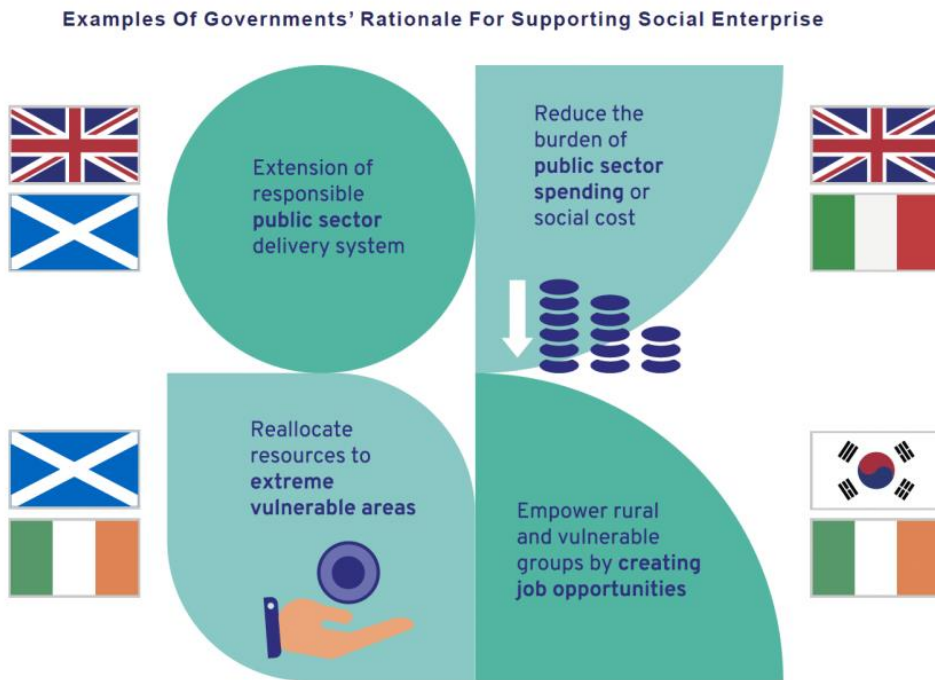 Examples Of Governments' Rationale For Supporting Social Enterprise
Extension of
responsible
public sector
delivery system
Reduce the
burden of
public sector
spending or
social cost
Reallocate
resources to
extreme
vulnerable areas
Empower rural
and vulnerable
groups by creating
job opportunities